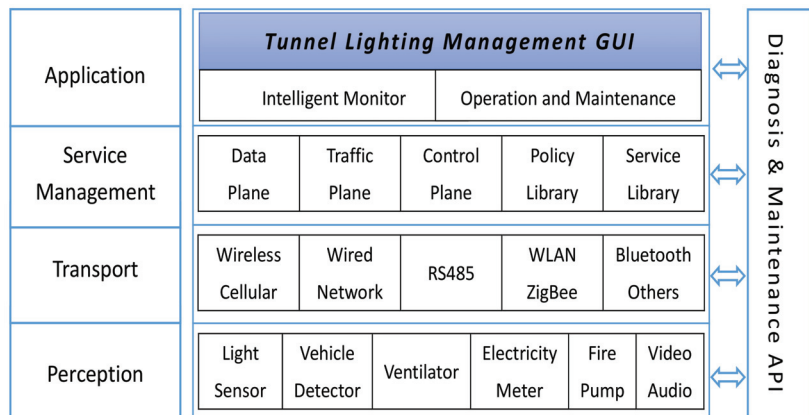 Application
Tunnel Lighting Management GUI
Intelligent Monitor
Operation and Maintenance
Service
Management
Data
Plane
Traffic
Plane
Control
Plane
Policy
Library
Service
Library
Transport
Wireless
Cellular
Wired
Network
RS485
WLAN
ZigBee
Bluetooth
Others
Perception
Light
Sensor
Vehicle
Detector
Ventilator
Electricity
Meter
Fire
Pump
Video
Audio
Diagnosis & Maintenance API